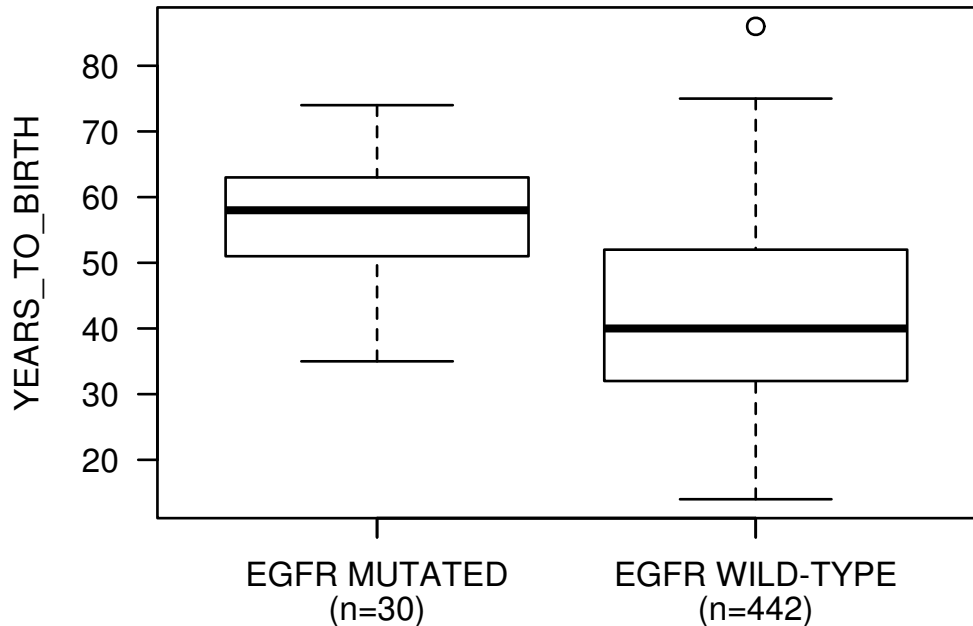 YEARS_TO_BIRTH
80
70
60
50
40
30
20
EGFR MUTATED
(n=30)
EGFR WILD-TYPE
(n=442)